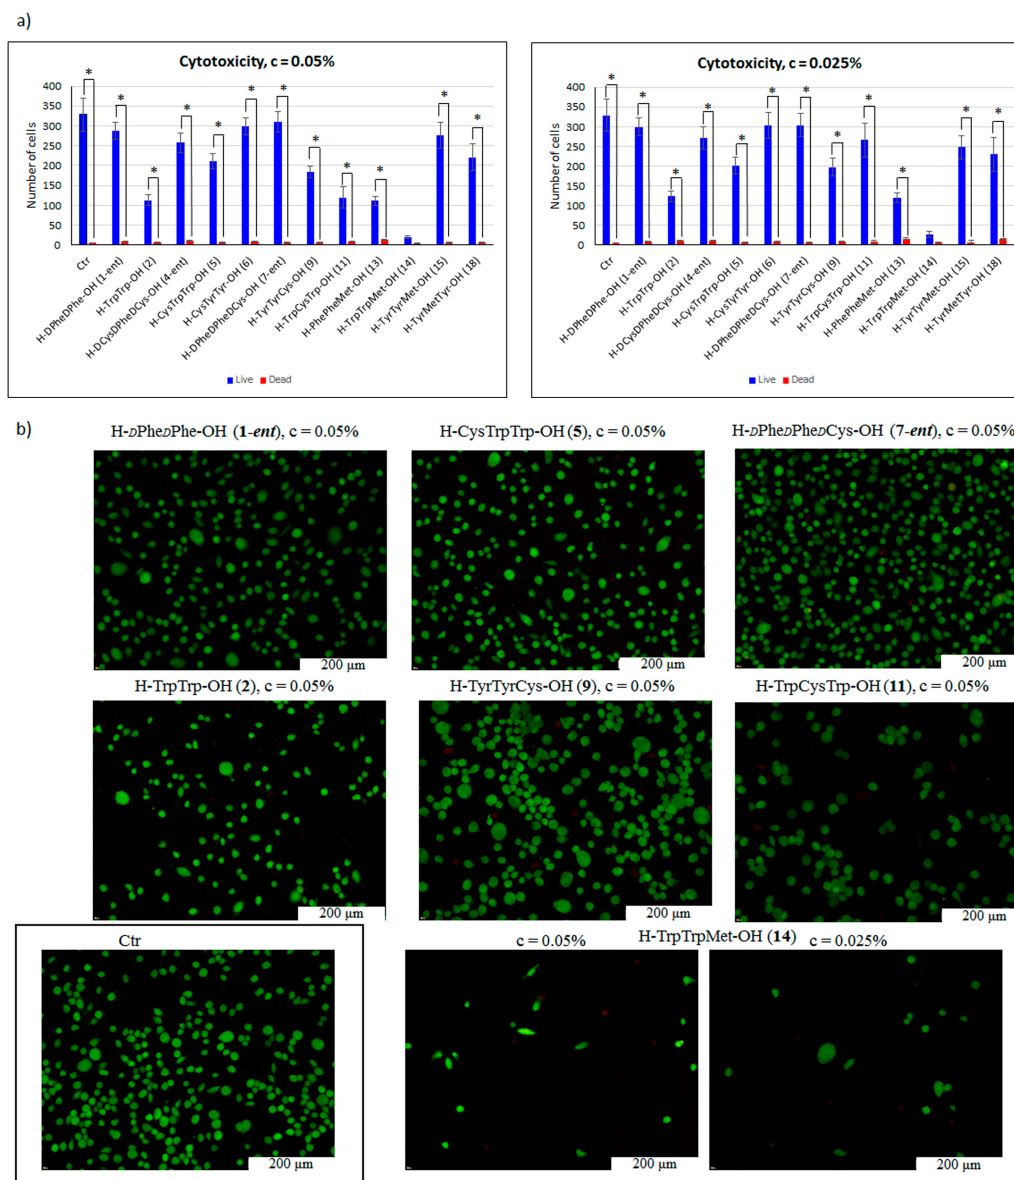 a)
Cytotoxicity, c = 0.05%
Number of cells
400
350
300
250
200
150
100
50
0
* * * * * * * * * * * *
Ctr
H-DPheDPhe-OH (1-ent)
H-TrpTrp-OH (2)
H-DCysDPheDCys-OH (4-ent)
H-CysTrpTrp-OH (5)
H-CysTyrTyr-OH (6)
H-DPhePheDCys-OH (7-ent)
H-TyrTyrCys-OH (9)
H-TrpCysTrp-OH (11)
H-PhePheMet-OH (13)
H-TrpTrpMet-OH (14)
H-TyrTyrMet-OH (15)
H-TyrMetTyr-OH (18)
Live Dead
Cytotoxicity, c = 0.025%
Number of cells
400
350
300
250
200
150
100
50
0
* * * * * * * * * * * *
Ctr
H-DPheDPhe-OH (1-ent)
H-TrpTrp-OH (2)
H-DCysDPheDCys-OH (4-ent)
H-CysTrpTrp-OH (5)
H-CysTyrTyr-OH (6)
H-DPheDPheDCys-OH (7-ent)
H-TyrTyrCys-OH (9)
H-TrpCysTrp-OH (11)
H-PhePheMet-OH (13)
H-TrpTrpMet-OH (14)
H-TyrTyrMet-OH (15)
H-TyrMetTyr-OH (18)
Live Dead
b)
H-DPheDPhe-OH (1-ent), c = 0.05%
H-CysTrpTrp-OH (5), c = 0.05%
H-DPheDPheDCys-OH (7-ent), c = 0.05%
200 µm
200 µm
200 µm
H-TrpTrp-OH (2), c = 0.05%
H-TyrTyrCys-OH (9), c = 0.05%
H-TrpCysTrp-OH (11), c = 0.05%
200 µm
200 µm
200 µm
Ctr
H-TrpTrpMet-OH (14)
c = 0.05%
c = 0.025%
200 µm
200 µm
200 µm